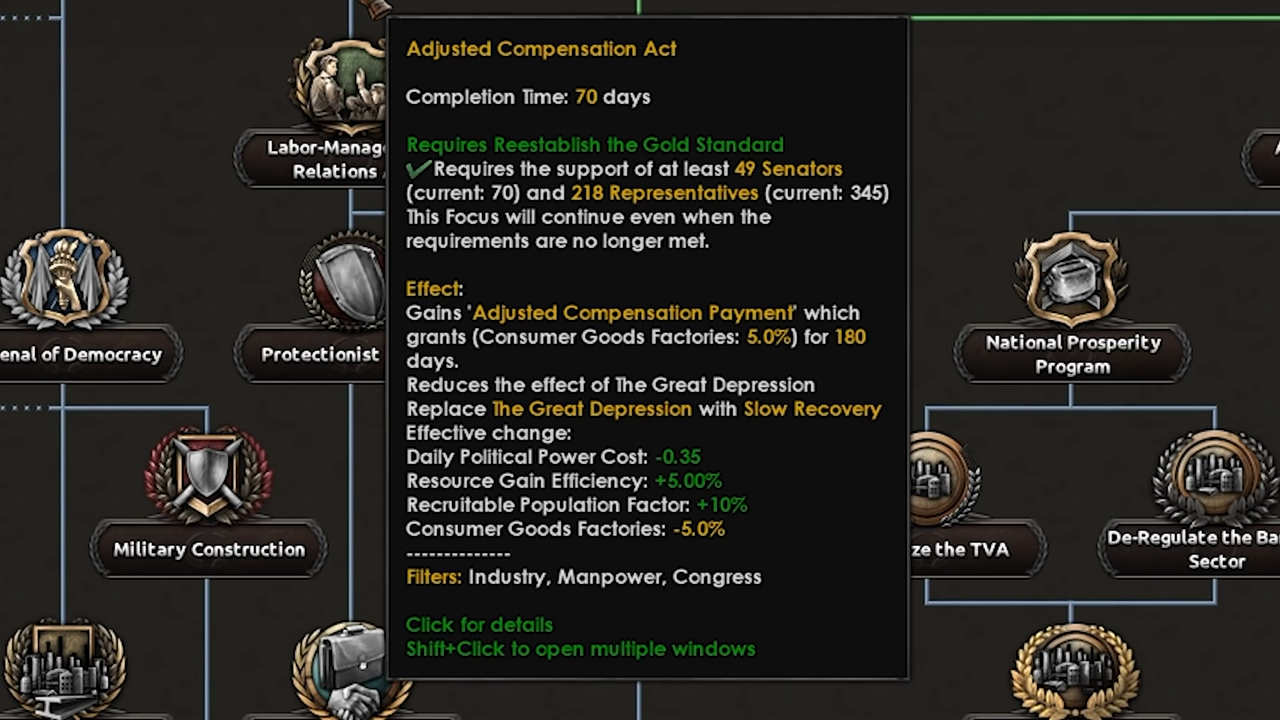 Adjusted Compensation Act
Completion Time: 70 days
Requires Reestablish the Gold Standard
Requires the support of at least 49 Senators
(current: 70) and 218 Representatives (current: 345)
This Focus will continue even when the
requirements are no longer met.
Effect:
Gains 'Adjusted Compensation Payment' which
grants (Consumer Goods Factories: 5.0%) for 180
days.
Reduces the effect of The Great Depression
Replace The Great Depression with Slow Recovery
Effective change:
Daily Political Power Cost: -0.35
Resource Gain Efficiency: +5.00%
Recruitable Population Factor: +10%
Consumer Goods Factories: -5.0%
--------------
Filters: Industry, Manpower, Congress
Click for details
Shift+Click to open multiple windows
Labor-Manag
Relations
enal of Democracy
Protectionist
Military Construction
National Prosperity
Program
ze the TVA
De-Regulate the Ba
Sector